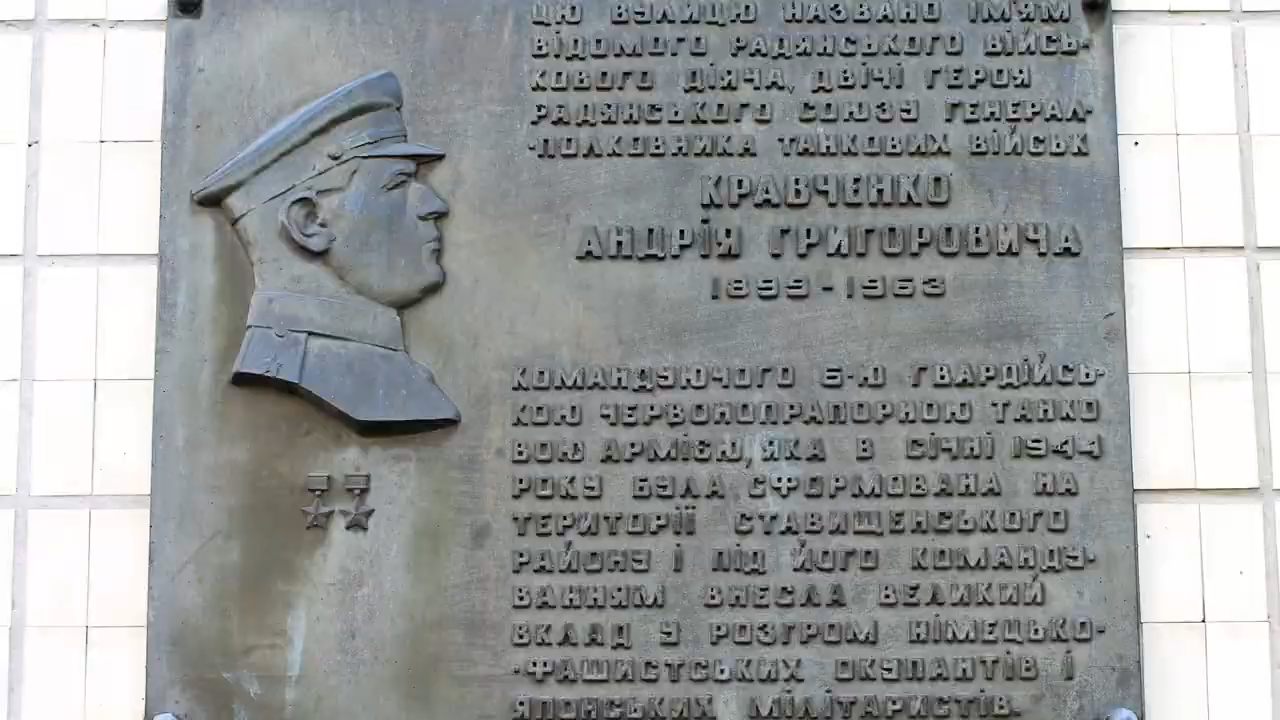 ЦЮ ВУЛИЦЮ НАЗВАНО ІМ'ЯМ
ВІДОМОГО РАДЯНСЬКОГО ВІЙСЬ-
КОВОГО ДІЯЧА, ДВІЧІ ГЕРОЯ
РАДЯНСЬКОГО СОЮЗУ ГЕНЕРАЛ-
-ПОЛКОВНИКА ТАНКОВИХ ВІЙСЬК
КРАВЧЕНКО
АНДРІЯ ГРИГОРОВИЧА
1899-1963
КОМАНДУЮЧОГО 6-Ю ГВАРДІЙСЬ-
КОЮ ЧЕРВОНОПРАПОРНОЮ ТАНКО
ВОЮ АРМІЄЮ, ЯКА В СІЧНІ 1944
РОКУ БУЛА СФОРМОВАНА НА
ТЕРИТОРІЇ СТАВИЩЕНСЬКОГО
РАЙОНУ І ПІД ЙОГО КОМАНДУ-
ВАННЯМ ВНЕСЛА ВЕЛИКИЙ
ВКЛАД У РОЗГРОМ НІМЕЦЬКО-
-ФАШИСТСЬКИХ ОКУПАНТІВ І
ЯПОНСЬКИХ МІЛІТАРИСТІВ.